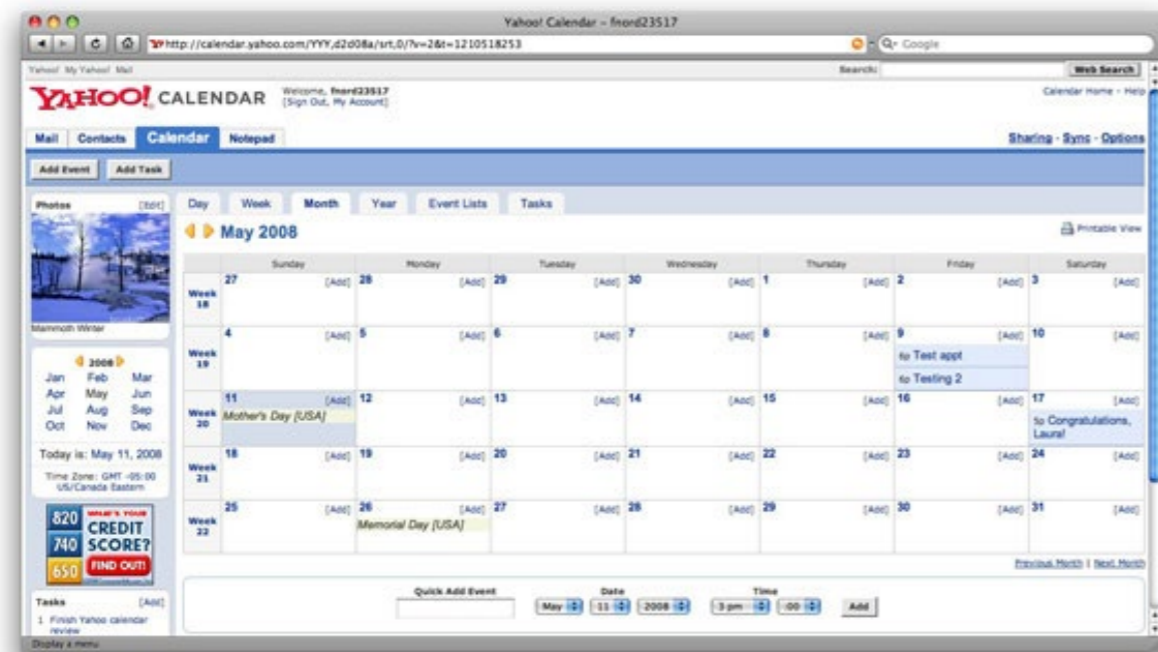 Yahoo! Calendar – fnord23517
http://calendar.yahoo.com/YYY,d2d08a/srt,0/?v=2&t=1210518253
Google
Yahoo! My Yahoo! Mail
Search:
Web Search
YAHOO! CALENDAR
Welcome, fnord23517
[Sign Out, My Account]
Calendar Home - Help
Mail Contacts Calendar Notepad
Sharing - Sync - Options
Add Event Add Task
Photos [Edit]
Mammoth Winter
2008
Jan Feb Mar
Apr May Jun
Jul Aug Sep
Oct Nov Dec
Today is: May 11, 2008
Time Zone: GMT -05:00
US/Canada Eastern
820 WHAT'S YOUR
740 CREDIT
650 SCORE?
FIND OUT!
Tasks [Add]
1 Finish Yahoo calendar
review
Day Week Month Year Event Lists Tasks
May 2008
Printable View
Sunday Monday Tuesday Wednesday Thursday Friday Saturday
Week 18
27 [Add] 28 [Add] 29 [Add] 30 [Add] 1 [Add] 2 [Add] 3 [Add]
Week 19
4 [Add] 5 [Add] 6 [Add] 7 [Add] 8 [Add] 9 [Add] 10 [Add]
6p Test appt
6p Testing 2
Week 20
11 [Add] 12 [Add] 13 [Add] 14 [Add] 15 [Add] 16 [Add] 17 [Add]
Mother's Day [USA]
5p Congratulations,
Laura!
Week 21
18 [Add] 19 [Add] 20 [Add] 21 [Add] 22 [Add] 23 [Add] 24 [Add]
Week 22
25 [Add] 26 [Add] 27 [Add] 28 [Add] 29 [Add] 30 [Add] 31 [Add]
Memorial Day [USA]
Previous Month | Next Month
Quick Add Event Date Time
May 11 2008 3 pm :00 Add
Display a menu